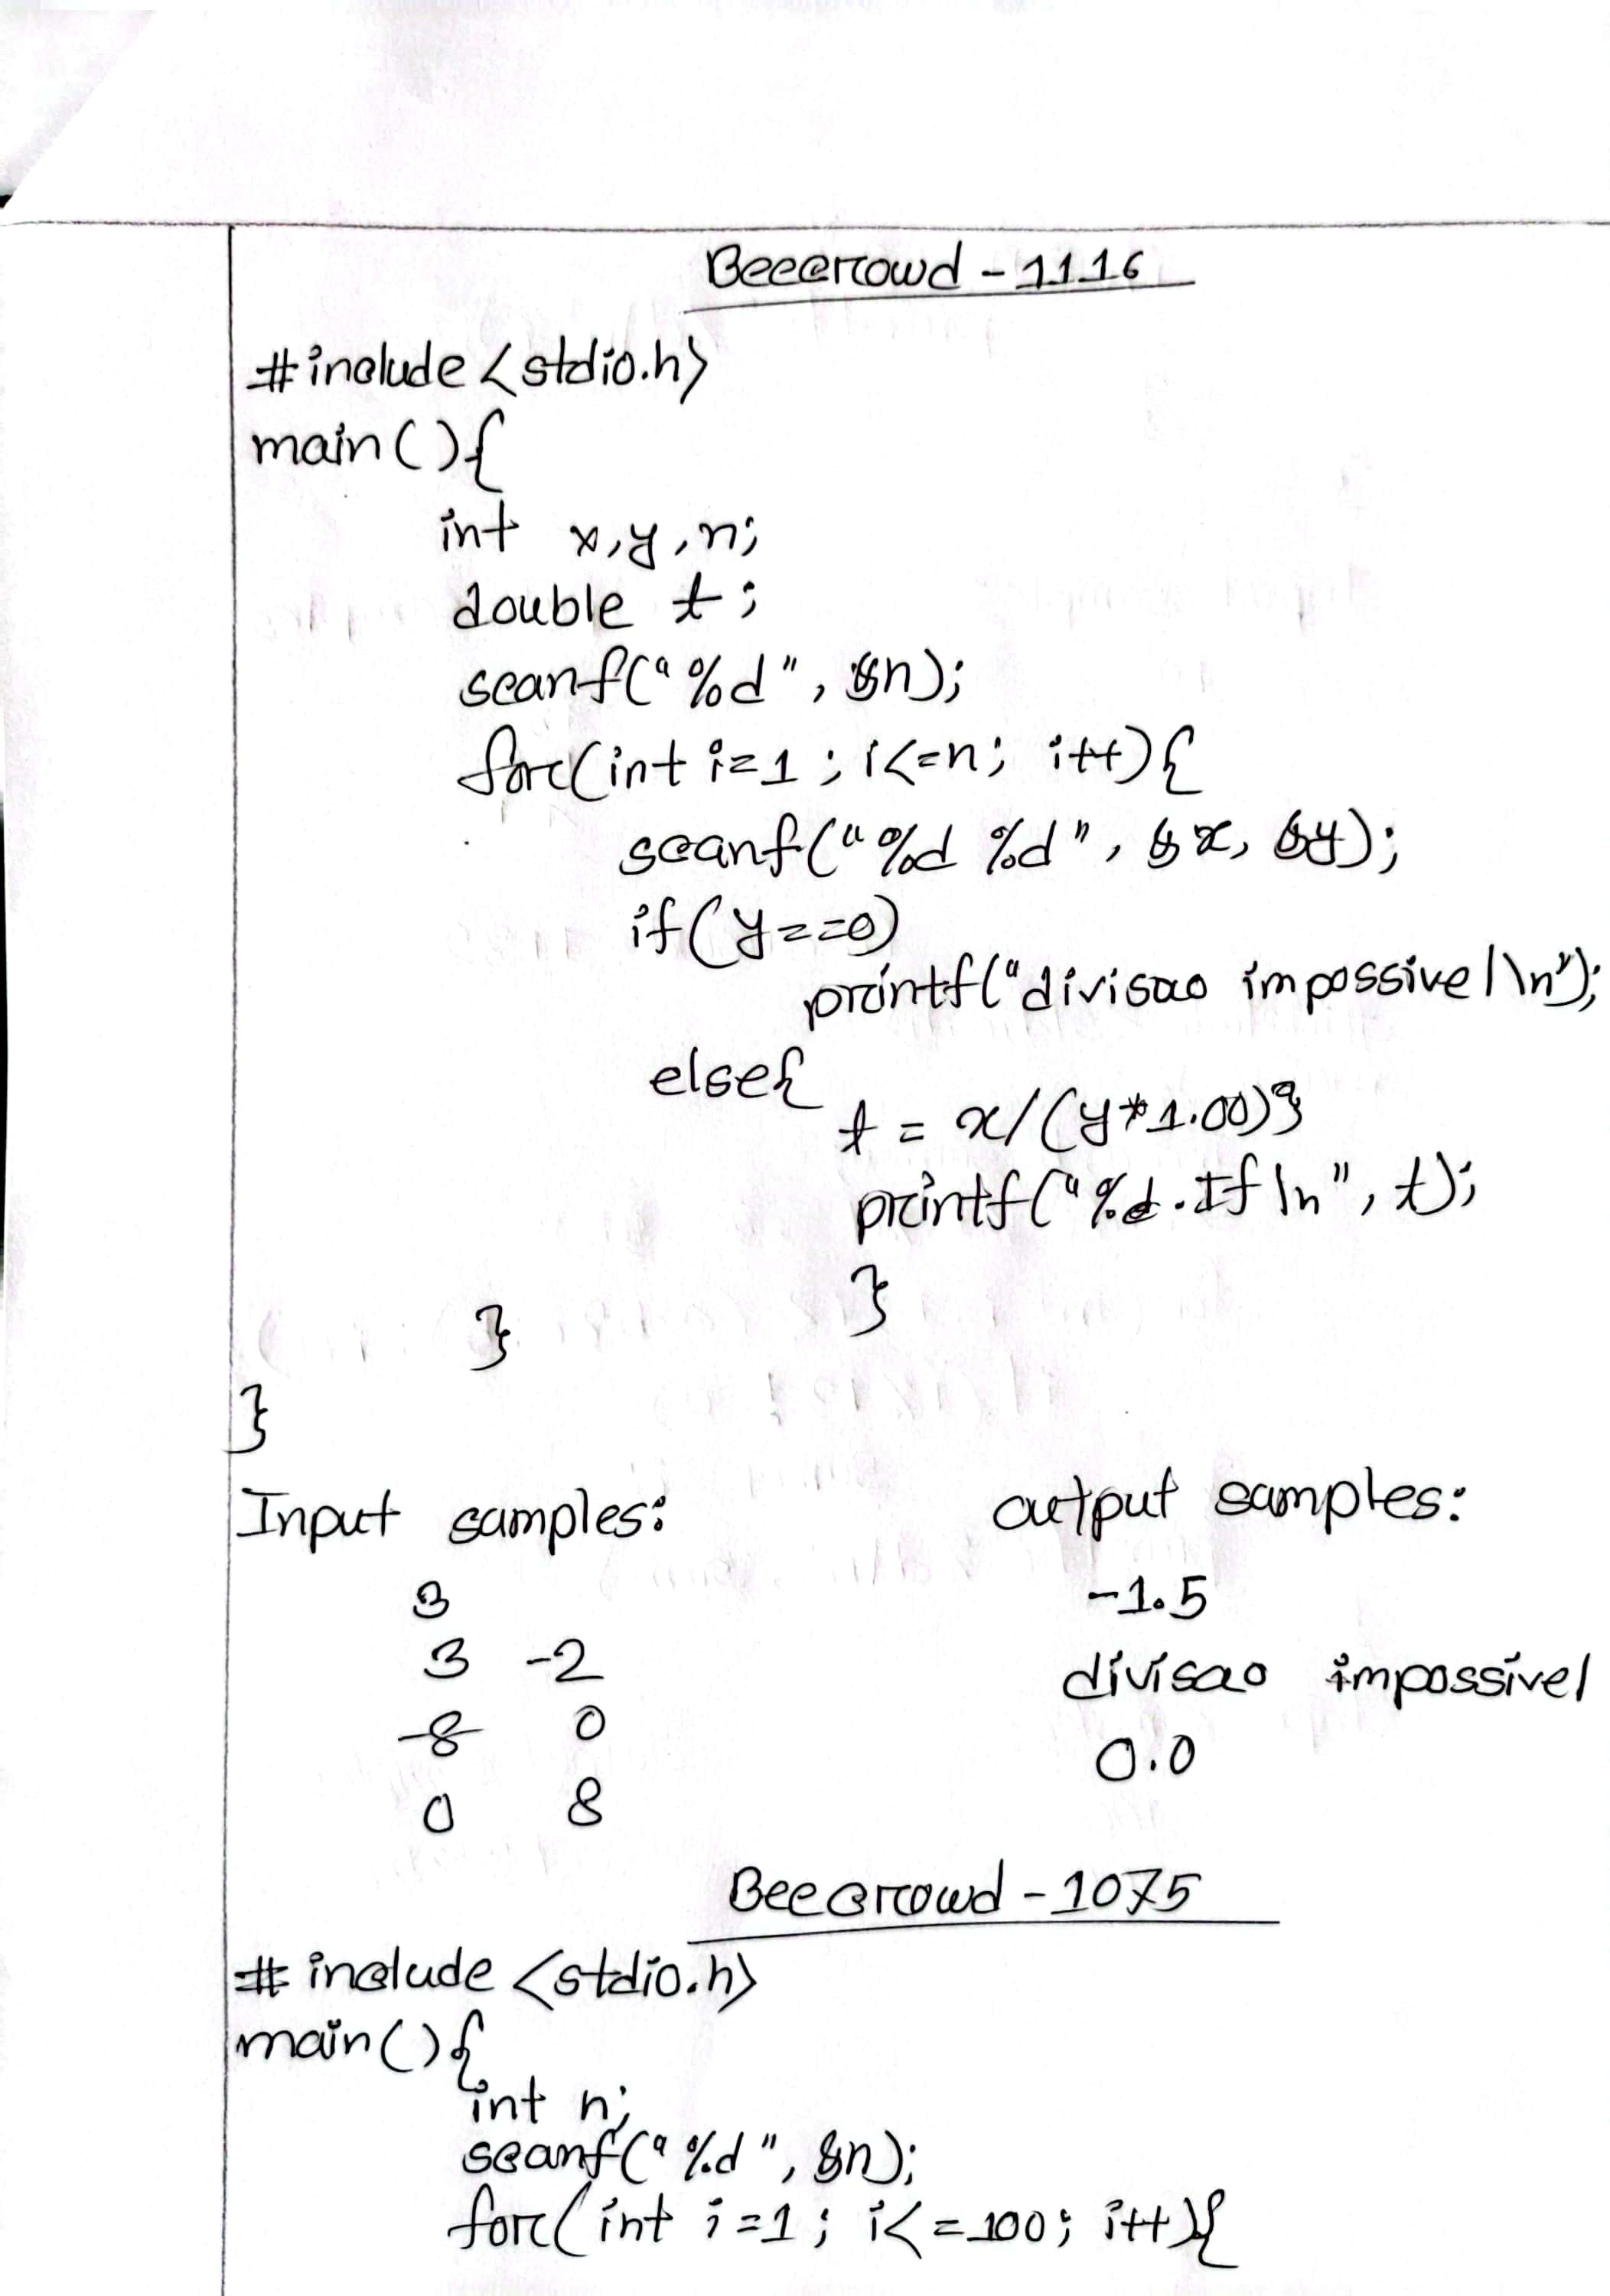 Beecrowd - 1116
#include <stdio.h>
main(){
int x,y,n;
double t;
scanf("%d", &n);
for(int i=1; i<=n; i++){
scanf("%d %d", &x, &y);
if(y==0)
printf("divisao impossivel\n");
else{
t = x/(y*1.00);
printf("%.1f\n", t);
}
}
}
Input samples: output samples:
3 -1.5
3 -2 divisao impossivel
-8 0 0.0
0 8
Beecrowd - 1075
#include <stdio.h>
main(){
int n;
scanf("%d", &n);
for(int i=1; i<=100; i++){